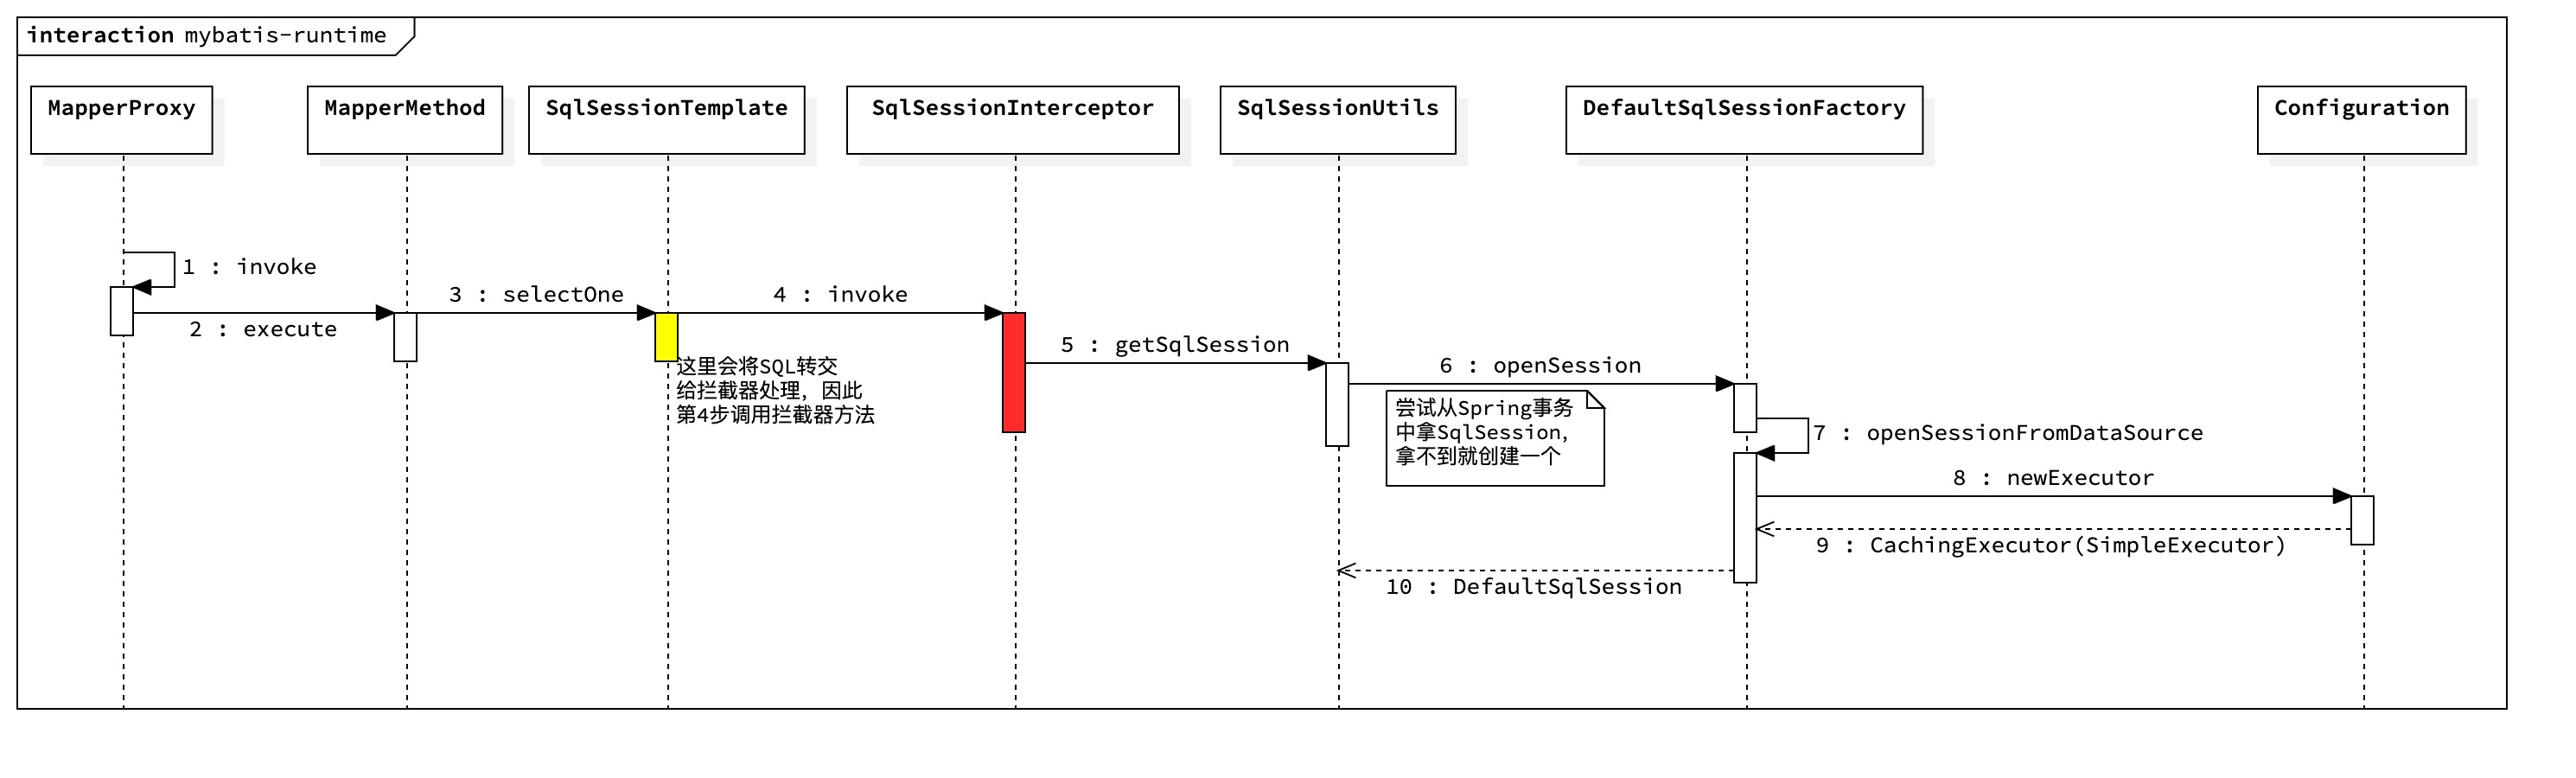 interaction mybatis-runtime
MapperProxy
MapperMethod
SqlSessionTemplate
SqlSessionInterceptor
SqlSessionUtils
DefaultSqlSessionFactory
Configuration
1 : invoke
2 : execute
3 : selectOne
4 : invoke
这里会将SQL转交
给拦截器处理，因此
第4步调用拦截器方法
5 : getSqlSession
6 : openSession
尝试从Spring事务
中拿SqlSession，
拿不到就创建一个
7 : openSessionFromDataSource
8 : newExecutor
9 : CachingExecutor(SimpleExecutor)
10 : DefaultSqlSession